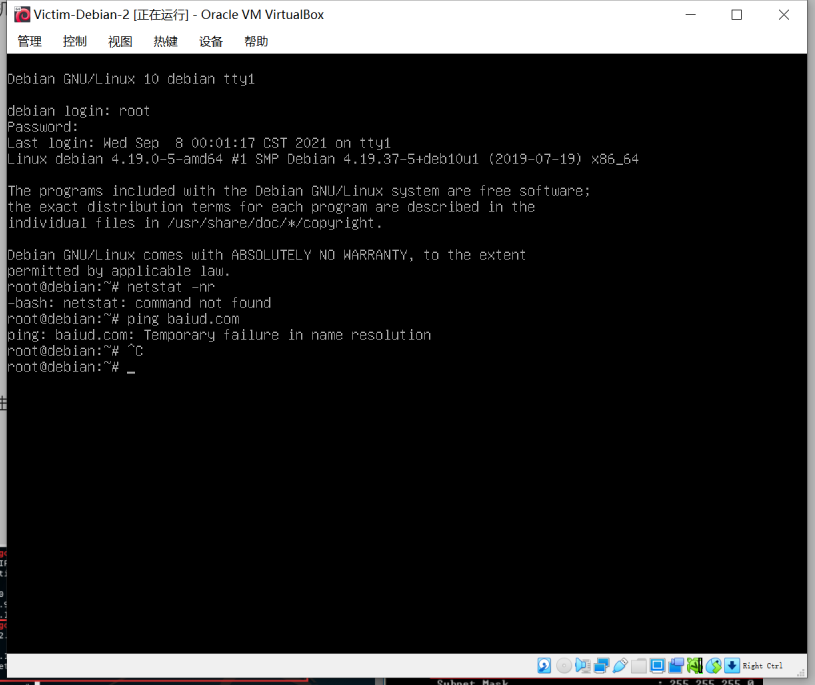 Victim-Debian-2 [正在运行] - Oracle VM VirtualBox
管理 控制 视图 热键 设备 帮助
Debian GNU/Linux 10 debian tty1
debian login: root
Password:
Last login: Wed Sep  8 00:01:17 CST 2021 on tty1
Linux debian 4.19.0-5-amd64 #1 SMP Debian 4.19.37-5+deb10u1 (2019-07-19) x86_64
The programs included with the Debian GNU/Linux system are free software;
the exact distribution terms for each program are described in the
individual files in /usr/share/doc/*/copyright.
Debian GNU/Linux comes with ABSOLUTELY NO WARRANTY, to the extent
permitted by applicable law.
root@debian:~# netstat -nr
-bash: netstat: command not found
root@debian:~# ping baiud.com
ping: baiud.com: Temporary failure in name resolution
root@debian:~# ^C
root@debian:~# _
Right Ctrl
Subnet Mask : 255.255.255.0